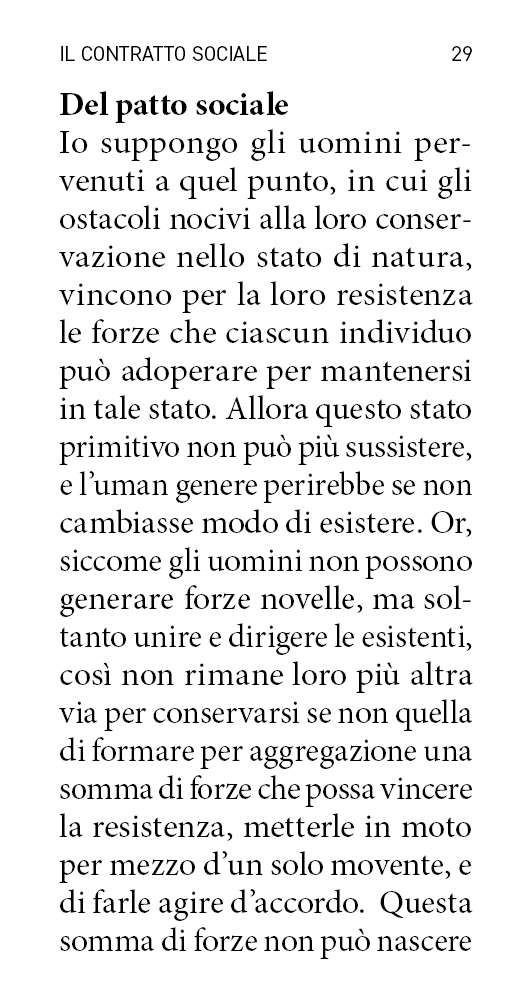 IL CONTRATTO SOCIALE 29
Del patto sociale
Io suppongo gli uomini per-
venuti a quel punto, in cui gli
ostacoli nocivi alla loro conser-
vazione nello stato di natura,
vincono per la loro resistenza
le forze che ciascun individuo
può adoperare per mantenersi
in tale stato. Allora questo stato
primitivo non può più sussistere,
e l’uman genere perirebbe se non
cambiasse modo di esistere. Or,
siccome gli uomini non possono
generare forze novelle, ma sol-
tanto unire e dirigere le esistenti,
così non rimane loro più altra
via per conservarsi se non quella
di formare per aggregazione una
somma di forze che possa vincere
la resistenza, metterle in moto
per mezzo d’un solo movente, e
di farle agire d’accordo. Questa
somma di forze non può nascere